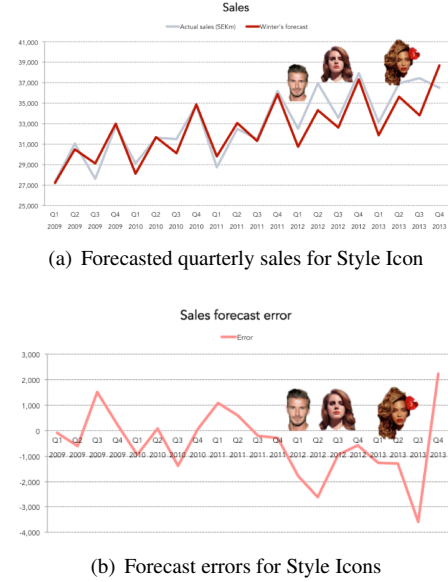 Sales
Actual sales (SEKm) Winter's forecast
41,000
39,000
37,000
35,000
33,000
31,000
29,000
27,000
25,000
Q1 Q2 Q3 Q4 Q1 Q2 Q3 Q4 Q1 Q2 Q3 Q4 Q1 Q2 Q3 Q4 Q1 Q2 Q3 Q4
2009 2009 2009 2009 2010 2010 2010 2010 2011 2011 2011 2011 2012 2012 2012 2012 2013 2013 2013 2013
(a) Forecasted quarterly sales for Style Icon
Sales forecast error
Error
3,000
2,000
1,000
0
Q1 Q2 Q3 Q4 Q1 Q2 Q3 Q4 Q1 Q2 Q3 Q4 Q1 Q2 Q3 Q4 Q1 Q2 Q3 Q4
-1,000
2009 2009 2009 2009 2010 2010 2010 2010 2011 2011 2011 2011 2012 2012 2012 2012 2013 2013 2013 2013
-2,000
-3,000
-4,000
(b) Forecast errors for Style Icons